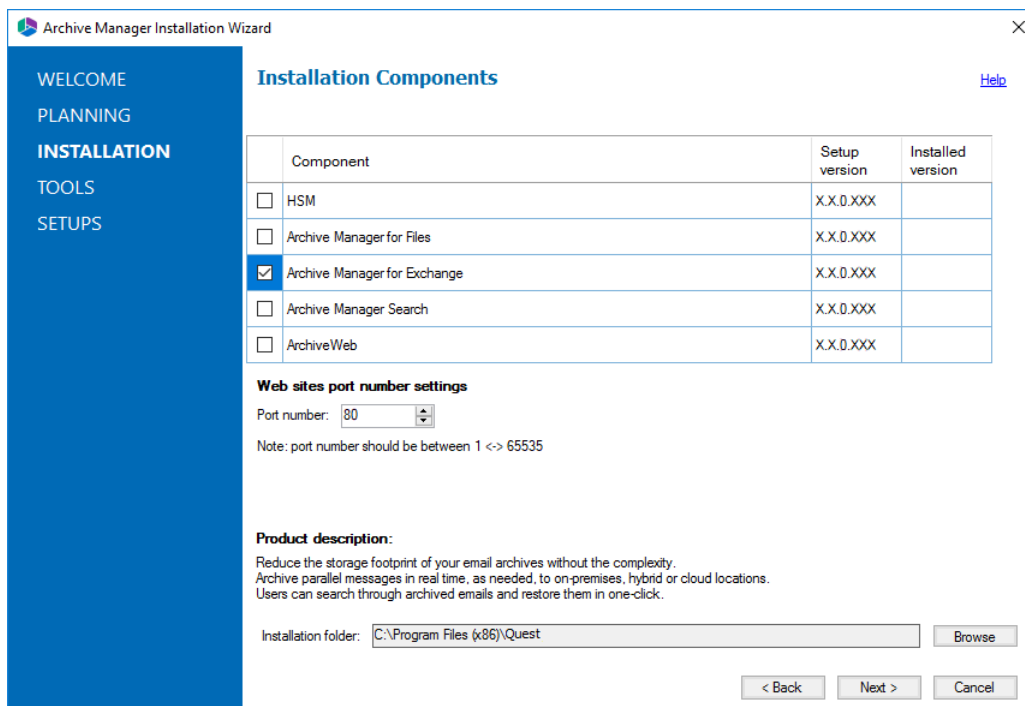 Archive Manager Installation Wizard
WELCOME
PLANNING
INSTALLATION
TOOLS
SETUPS
Installation Components
Help
Component
Setup version
Installed version
HSM X.X.0.XXX
Archive Manager for Files X.X.0.XXX
Archive Manager for Exchange X.X.0.XXX
Archive Manager Search X.X.0.XXX
ArchiveWeb X.X.0.XXX
Web sites port number settings
Port number: 80
Note: port number should be between 1 <-> 65535
Product description:
Reduce the storage footprint of your email archives without the complexity.
Archive parallel messages in real time, as needed, to on-premises, hybrid or cloud locations.
Users can search through archived emails and restore them in one-click.
Installation folder: C:\Program Files (x86)\Quest
Browse
< Back Next > Cancel